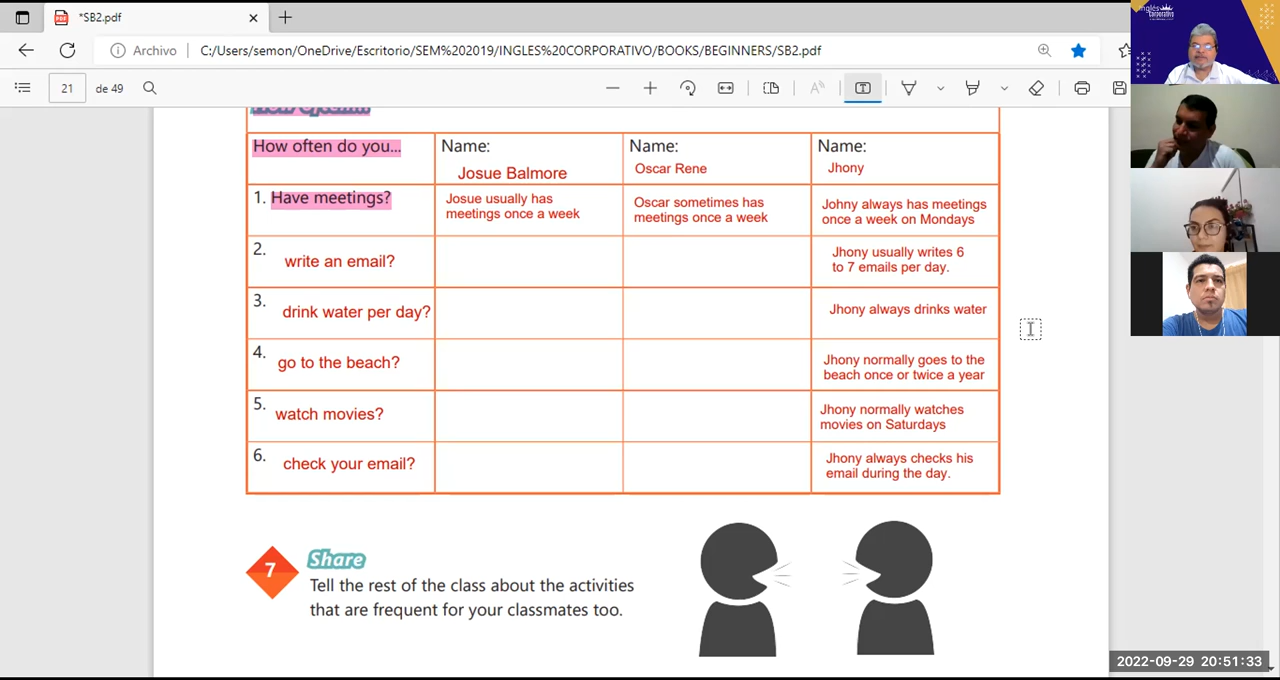 *SB2.pdf
Archivo
C:/Users/semon/OneDrive/Escritorio/SEM%202019/INGLES%20CORPORATIVO/BOOKS/BEGINNERS/SB2.pdf
21
de 49
How often...
How often do you...
Name:
Josue Balmore
Name:
Oscar Rene
Name:
Jhony
1. Have meetings?
Josue usually has
meetings once a week
Oscar sometimes has
meetings once a week
Johny always has meetings
once a week on Mondays
2.
write an email?
Jhony usually writes 6
to 7 emails per day.
3.
drink water per day?
Jhony always drinks water
4.
go to the beach?
Jhony normally goes to the
beach once or twice a year
5.
watch movies?
Jhony normally watches
movies on Saturdays
6.
check your email?
Jhony always checks his
email during the day.
7
Share
Tell the rest of the class about the activities
that are frequent for your classmates too.
Inglés
Corporativo
2022-09-29 20:51:33